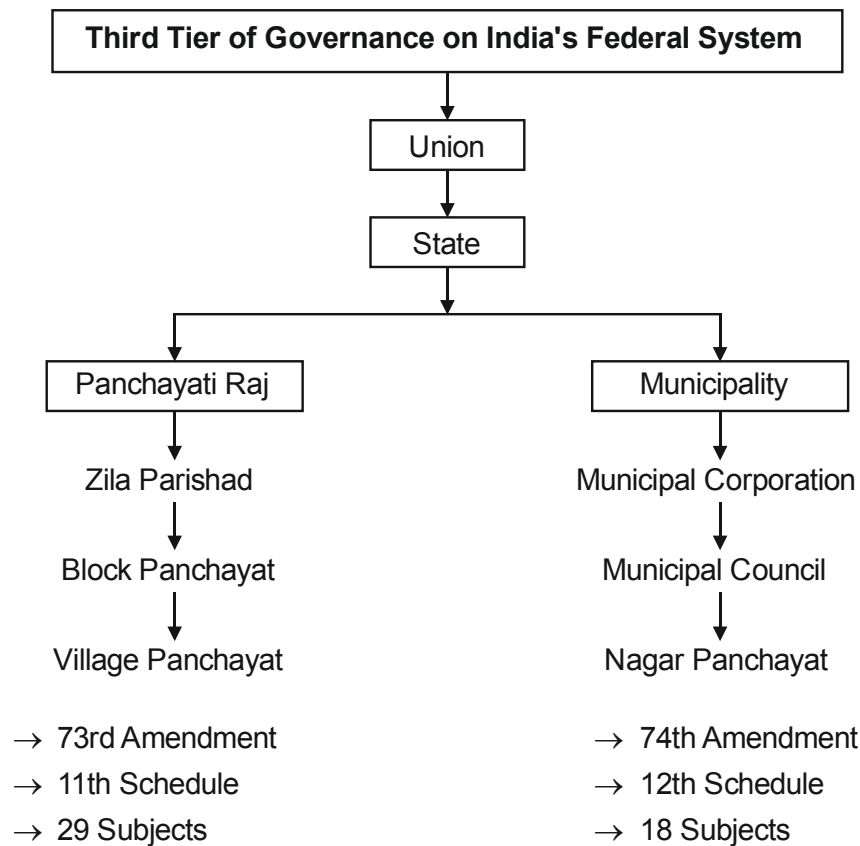 Third Tier of Governance on India's Federal System
Union
State
Panchayati Raj
Zila Parishad
Block Panchayat
Village Panchayat
→ 73rd Amendment
→ 11th Schedule
→ 29 Subjects
Municipality
Municipal Corporation
Municipal Council
Nagar Panchayat
→ 74th Amendment
→ 12th Schedule
→ 18 Subjects